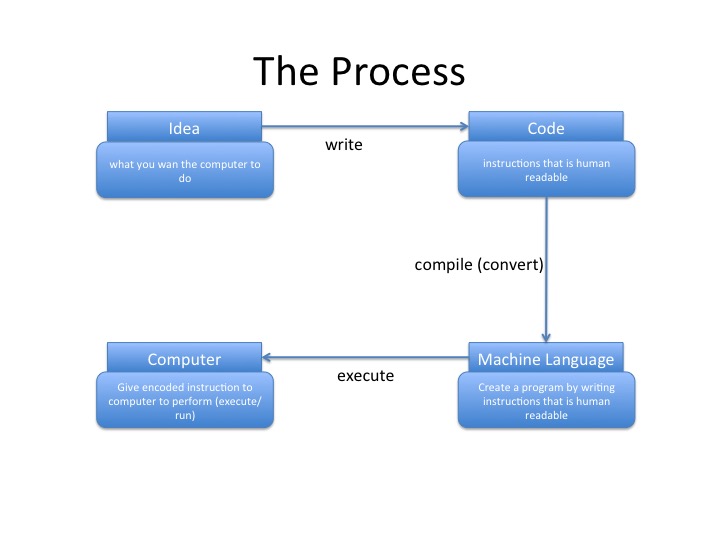 The Process
Idea
what you wan the computer to
do
write
Code
instructions that is human
readable
compile (convert)
Computer
Give encoded instruction to
computer to perform (execute/
run)
execute
Machine Language
Create a program by writing
instructions that is human
readable